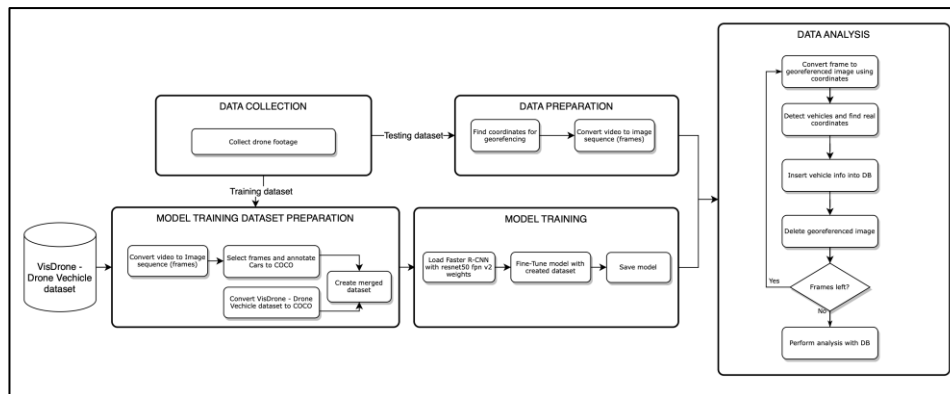 DATA ANALYSIS
Convert frame to
georeferenced image using
coordinates
Detect vehicles and find real
coordinates
Insert vehicle info into DB
Delete georeferenced image
Frames left?
Yes
No
Perform analysis with DB
DATA COLLECTION
Collect drone footage
Testing dataset
Training dataset
DATA PREPARATION
Find coordinates for
georefencing
Convert video to image
sequence (frames)
VisDrone -
Drone Vechicle
dataset
MODEL TRAINING DATASET PREPARATION
Convert video to Image
sequence (frames)
Select frames and annotate
Cars to COCO
Convert VisDrone - Drone
Vechicle dataset to COCO
Create merged
dataset
MODEL TRAINING
Load Faster R-CNN
with resnet50 fpn v2
weights
Fine-Tune model with
created dataset
Save model